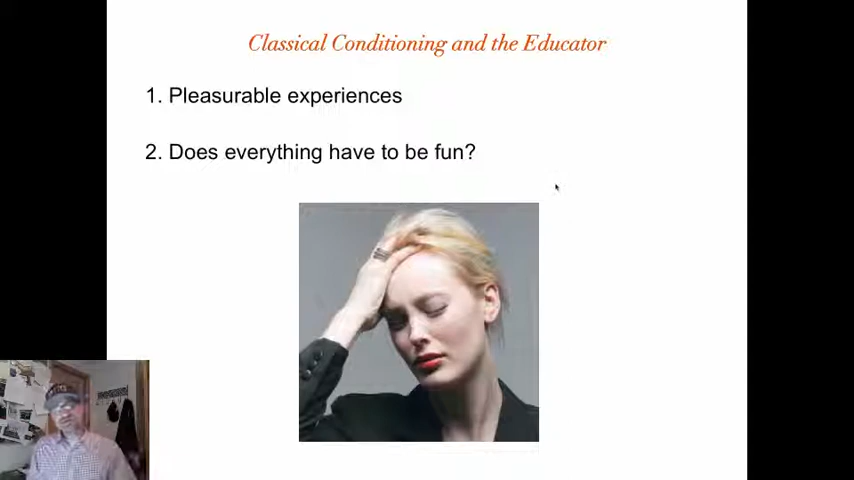 Classical Conditioning and the Educator
1. Pleasurable experiences
2. Does everything have to be fun?